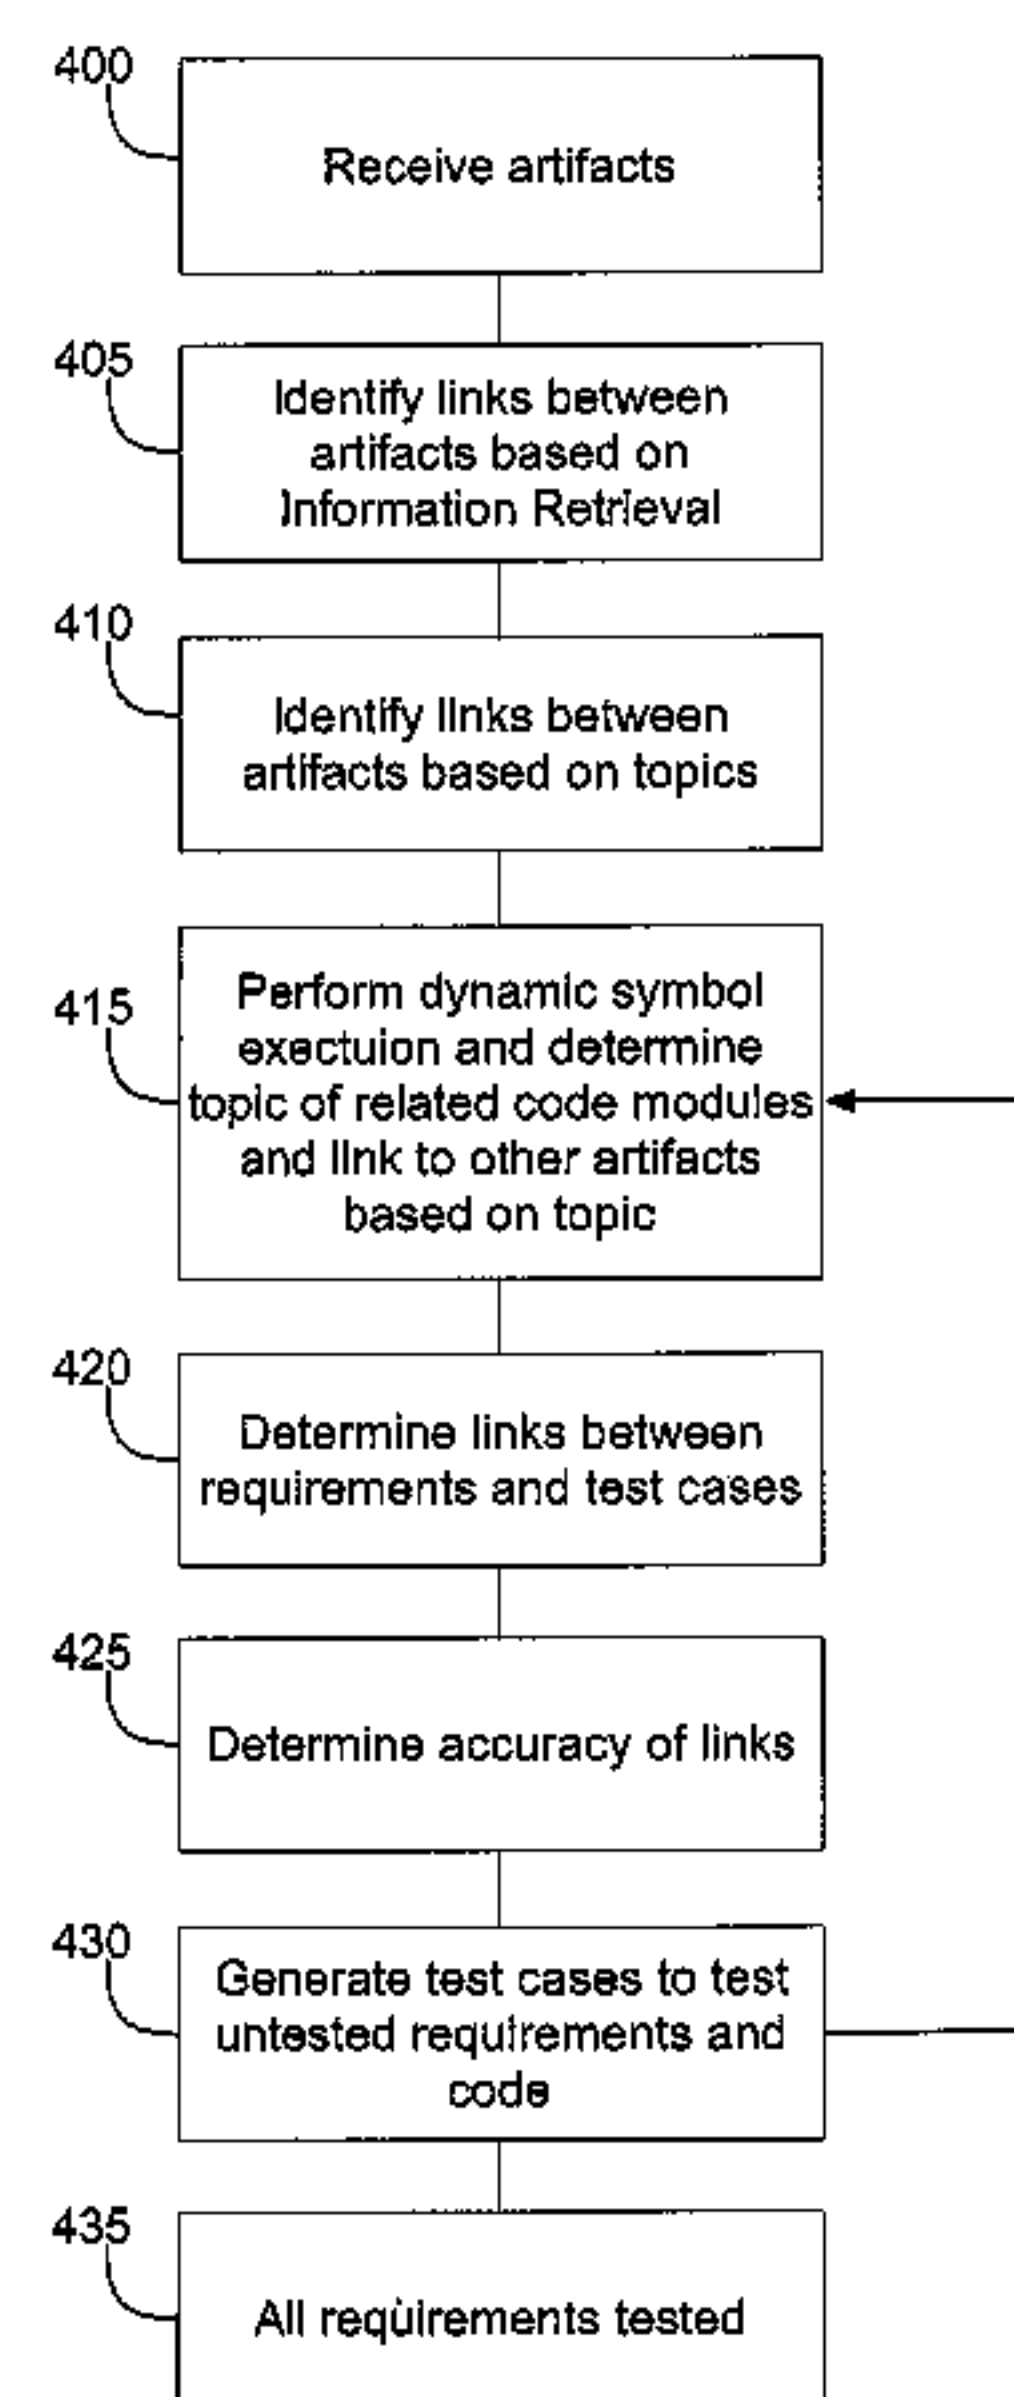 400
Receive artifacts
405
Identify links between
artifacts based on
Information Retrieval
410
Identify links between
artifacts based on topics
415
Perform dynamic symbol
exectuion and determine
topic of related code modules
and link to other artifacts
based on topic
420
Determine links between
requirements and test cases
425
Determine accuracy of links
430
Generate test cases to test
untested requirements and
code
435
All requirements tested